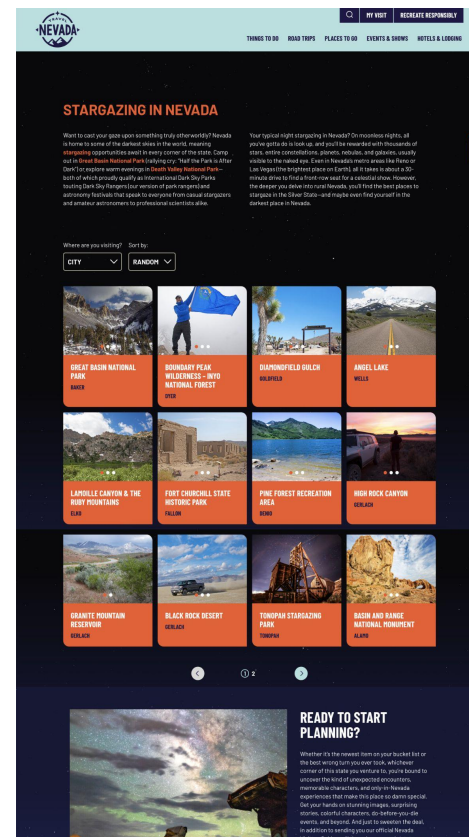 TRAVEL
NEVADA
MY VISIT
RECREATE RESPONSIBLY
THINGS TO DO
ROAD TRIPS
PLACES TO GO
EVENTS & SHOWS
HOTELS & LODGING
STARGAZING IN NEVADA
Want to cast your gaze upon something truly otherworldly? Nevada
is home to some of the darkest skies in the world, meaning
stargazing opportunities await in every corner of the state. Camp
out in Great Basin National Park (rallying cry: "Half the Park is After
Dark") or explore warm evenings in Death Valley National Park—
both of which proudly qualify as International Dark Sky Parks
touting Dark Sky Rangers (our version of park rangers) and
astronomy festivals that speak to everyone from casual stargazers
and amateur astronomers to professional scientists alike.
Your typical night stargazing in Nevada? On moonless nights, all
you've gotta do is look up, and you'll be rewarded with thousands of
stars, entire constellations, planets, nebulas, and galaxies, usually
visible to the naked eye. Even in Nevada's metro areas like Reno or
Las Vegas (the brightest place on Earth), all it takes is about a 30-
minute drive to find a front-row seat for a celestial show. However,
the deeper you delve into rural Nevada, you'll find the best places to
stargaze in the Silver State—and maybe even find yourself in the
darkest place in Nevada.
Where are you visiting?
Sort by:
CITY
RANDOM
GREAT BASIN NATIONAL
PARK
BAKER
BOUNDARY PEAK
WILDERNESS – INYO
NATIONAL FOREST
DYER
DIAMONDFIELD GULCH
GOLDFIELD
ANGEL LAKE
WELLS
LAMOILLE CANYON & THE
RUBY MOUNTAINS
ELKO
FORT CHURCHILL STATE
HISTORIC PARK
FALLON
PINE FOREST RECREATION
AREA
DENIO
HIGH ROCK CANYON
GERLACH
GRANITE MOUNTAIN
RESERVOIR
GERLACH
BLACK ROCK DESERT
GERLACH
TONOPAH STARGAZING
PARK
TONOPAH
BASIN AND RANGE
NATIONAL MONUMENT
ALAMO
1 2
READY TO START
PLANNING?
Whether it's the newest item on your bucket list or
the best wrong turn you ever took, whichever
corner of this state you venture to, you're bound to
uncover the kind of unexpected encounters,
memorable characters, and only-in-Nevada
experiences that make this place so damn special.
Get your hands on stunning images, surprising
stories, colorful characters, do-before-you-die
events, and beyond. And just to sweeten the deal,
in addition to sending you our official Nevada